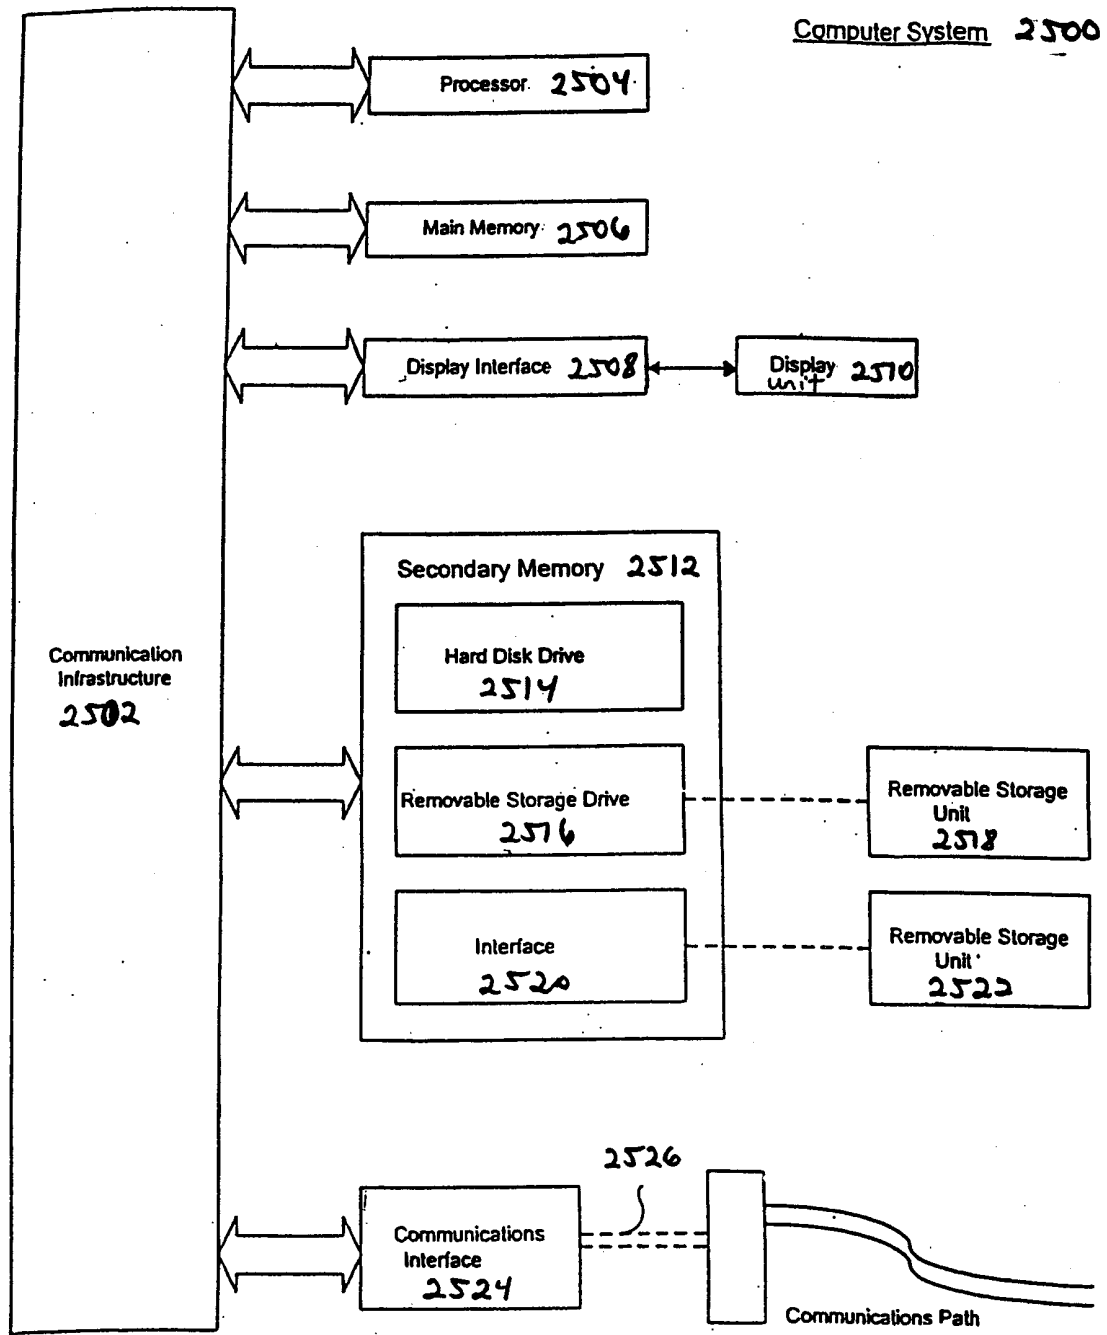 Computer System 2500
Processor 2504
Main Memory 2506
Display Interface 2508
Display 2510
unit
Secondary Memory 2512
Hard Disk Drive
2514
Communication
Infrastructure
2502
Removable Storage Drive
2516
Removable Storage
Unit
2518
Interface
2520
Removable Storage
Unit
2522
2526
Communications
Interface
2524
Communications Path